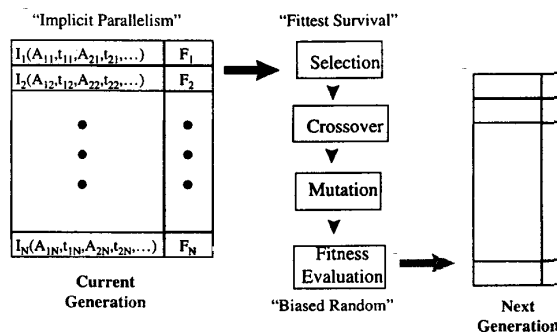 "Implicit Parallelism"
"Fittest Survival"
I1(A11,t11,A21,t21,...) F1
I2(A12,t12,A22,t22,...) F2
IN(A1N,t1N,A2N,t2N,...) FN
Current
Generation
Selection
Crossover
Mutation
Fitness
Evaluation
"Biased Random"
Next
Generation